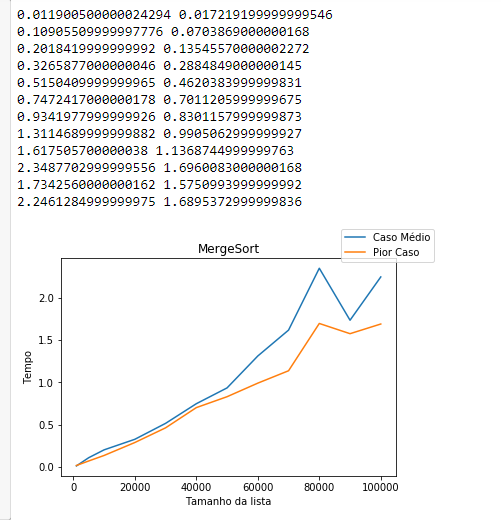 0.011900500000024294 0.017219199999999546
0.10905509999997776 0.0703869000000168
0.2018419999999992 0.13545570000002272
0.3265877000000046 0.2884849000000145
0.5150409999999965 0.4620383999999831
0.7472417000000178 0.7011205999999675
0.9341977999999926 0.8301157999999873
1.3114689999999882 0.9905062999999927
1.617505700000038 1.1368744999999763
2.3487702999999556 1.6960083000000168
1.7342560000000162 1.5750993999999992
2.2461284999999975 1.6895372999999836
MergeSort
Caso Médio
Pior Caso
Tempo
2.0
1.5
1.0
0.5
0.0
0 20000 40000 60000 80000 100000
Tamanho da lista